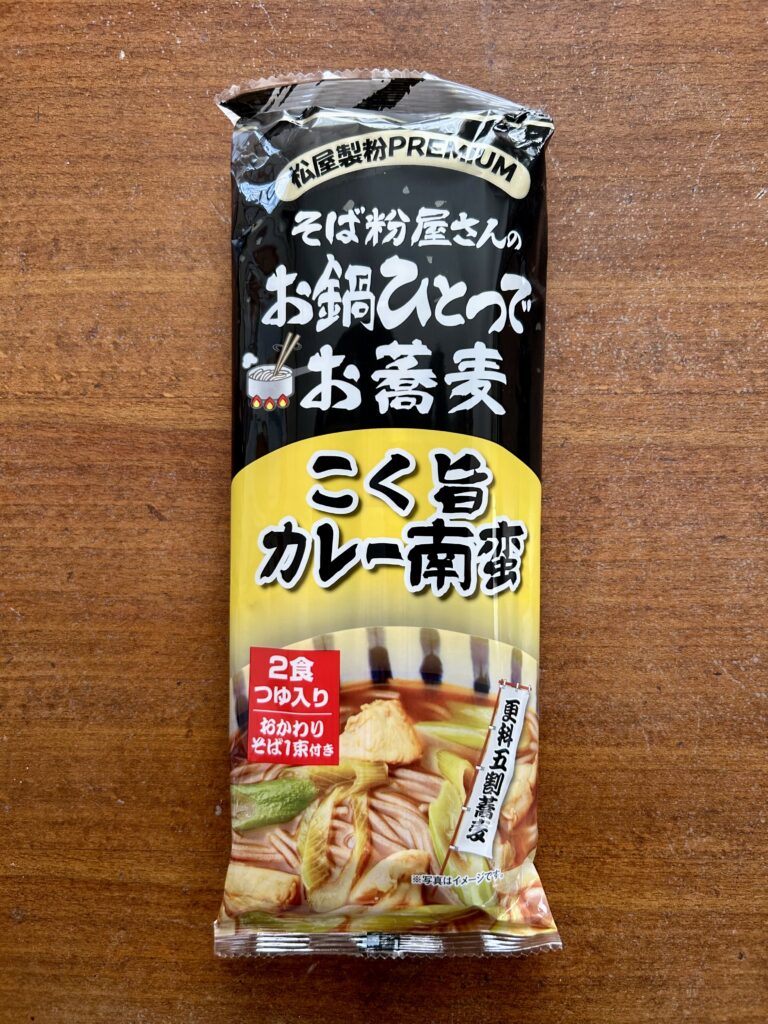 松屋製粉PREMIUM
そば粉屋さんの
お鍋ひとつで
お蕎麦
こく旨
カレー南蛮
2食
つゆ入り
おかわり
そば1束付き
更科五割蕎麦
※写真はイメージです。